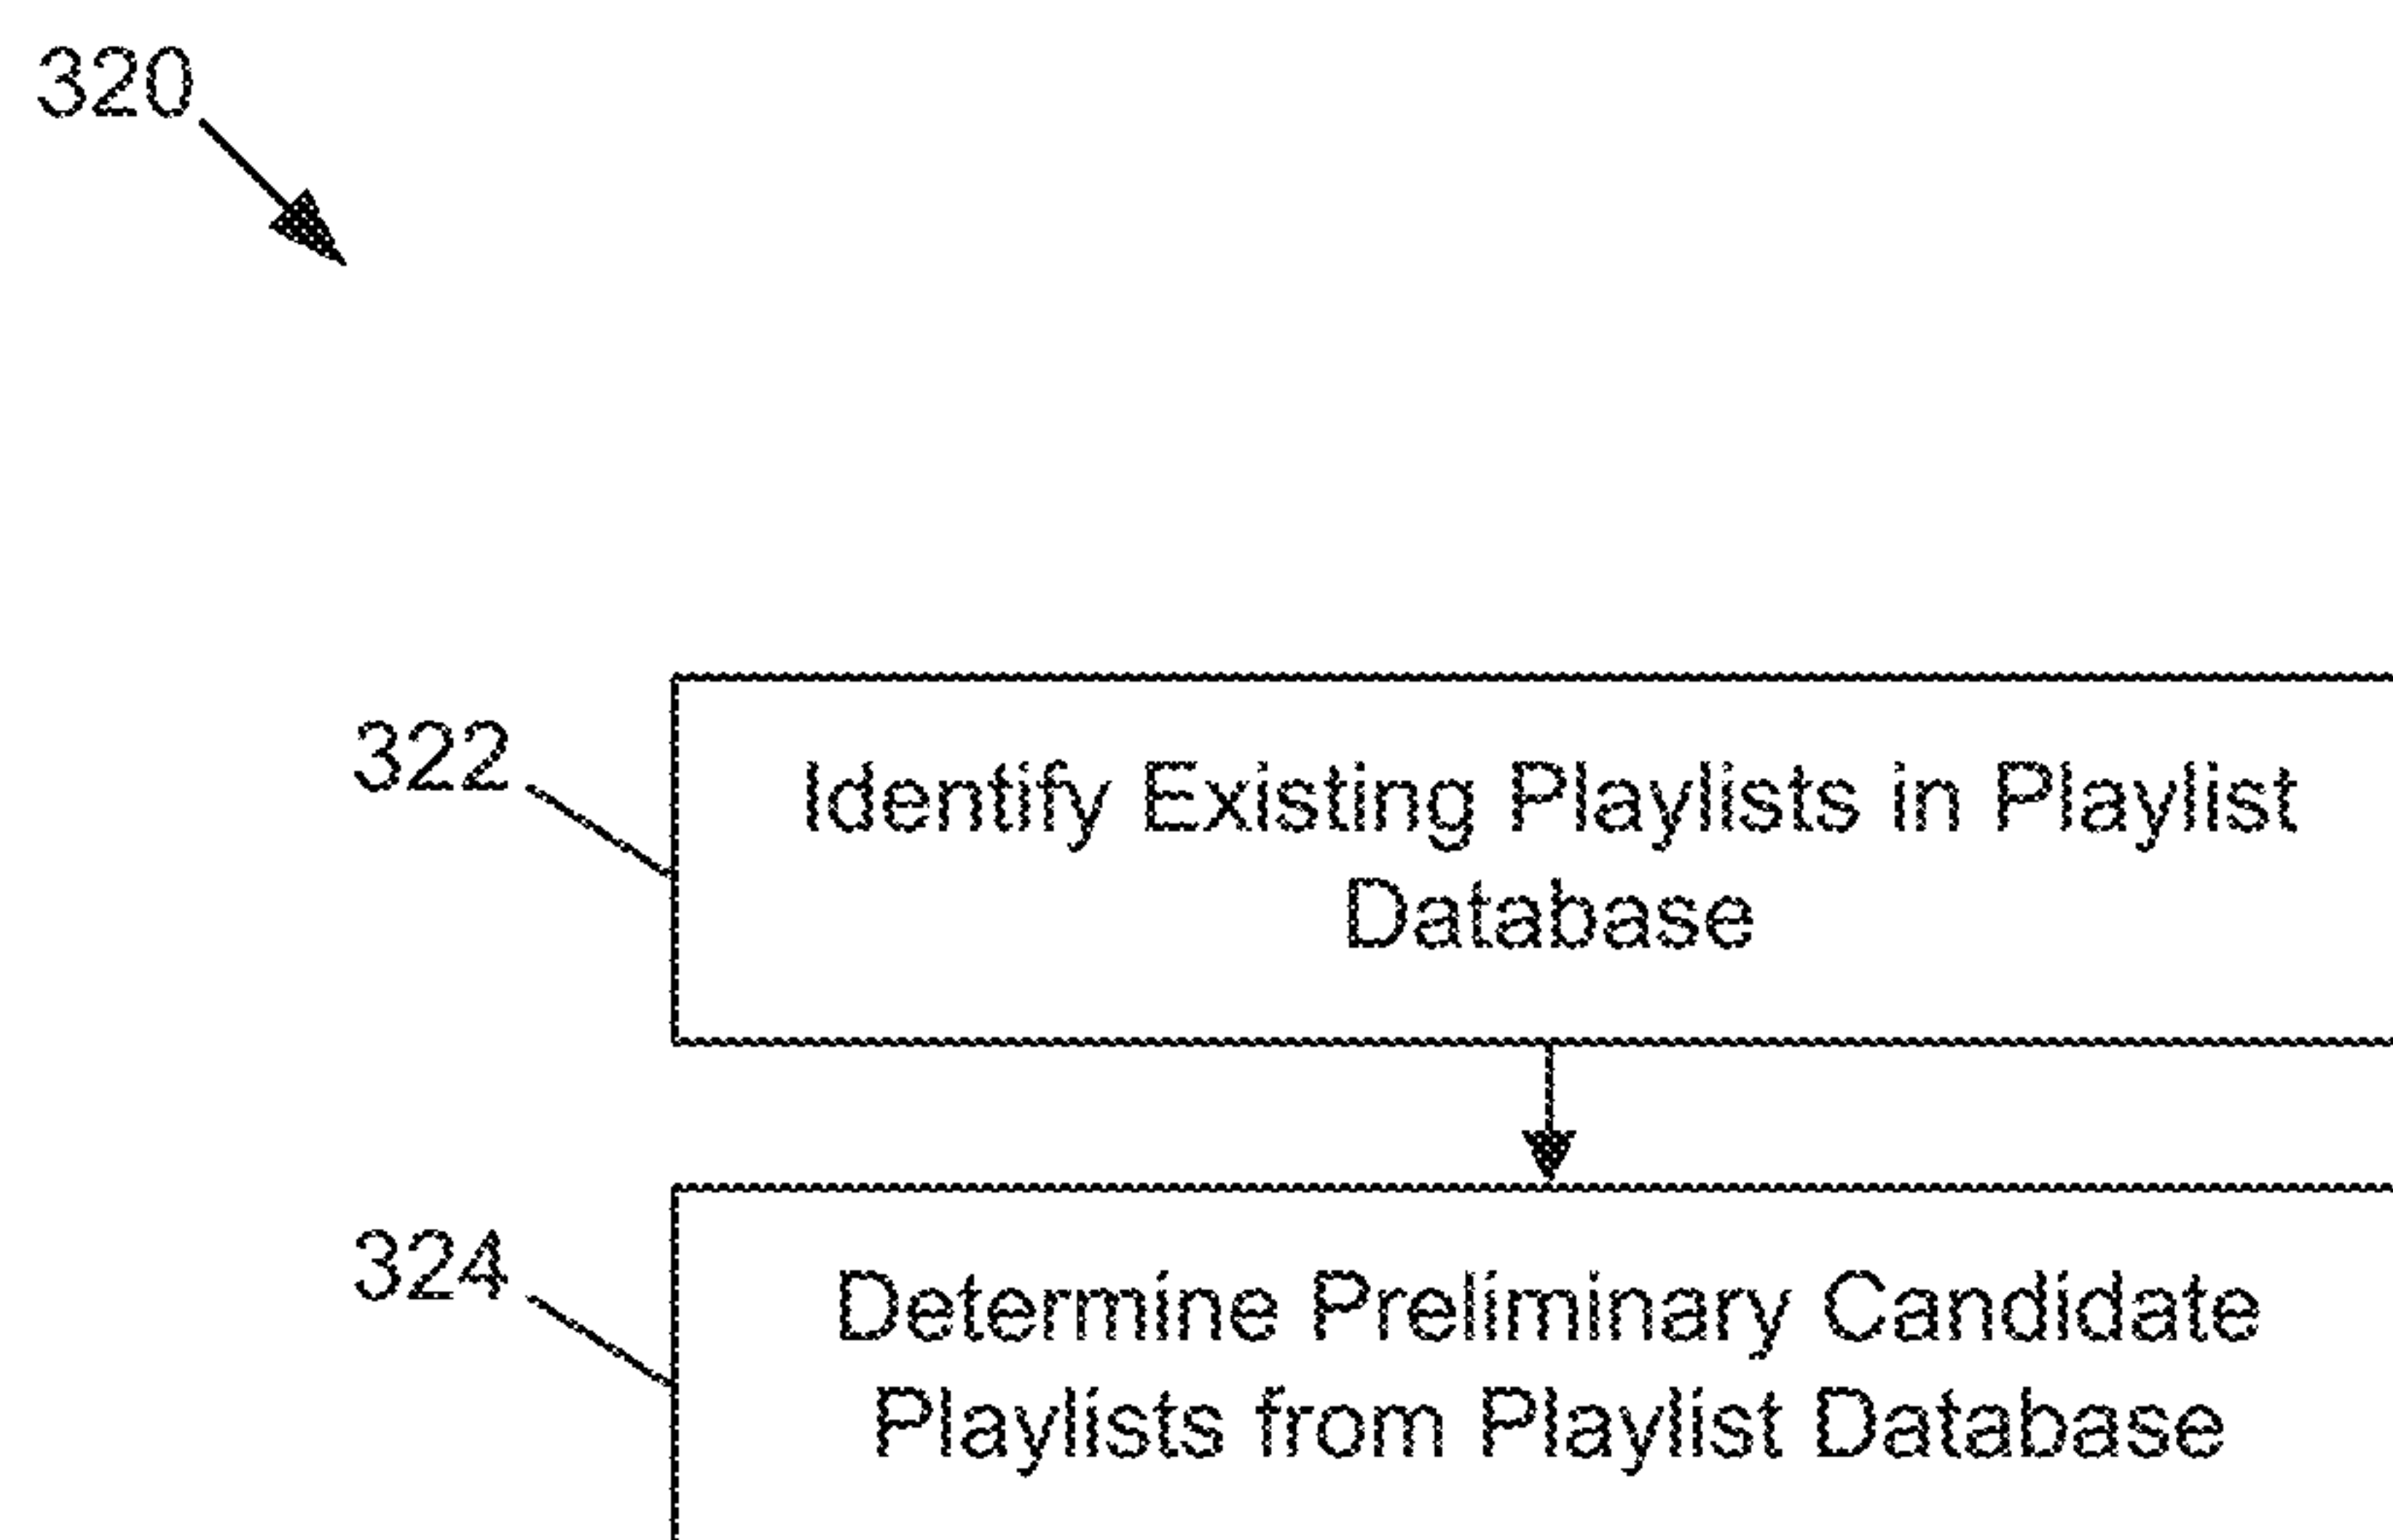 320
322
Identify Existing Playlists in Playlist
Database
324
Determine Preliminary Candidate
Playlists from Playlist Database